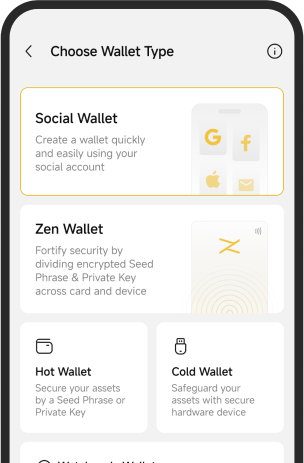 Choose Wallet Type
Social Wallet
Create a wallet quickly
and easily using your
social account
Zen Wallet
Fortify security by
dividing encrypted Seed
Phrase & Private Key
across card and device
Hot Wallet
Secure your assets
by a Seed Phrase or
Private Key
Cold Wallet
Safeguard your
assets with secure
hardware device